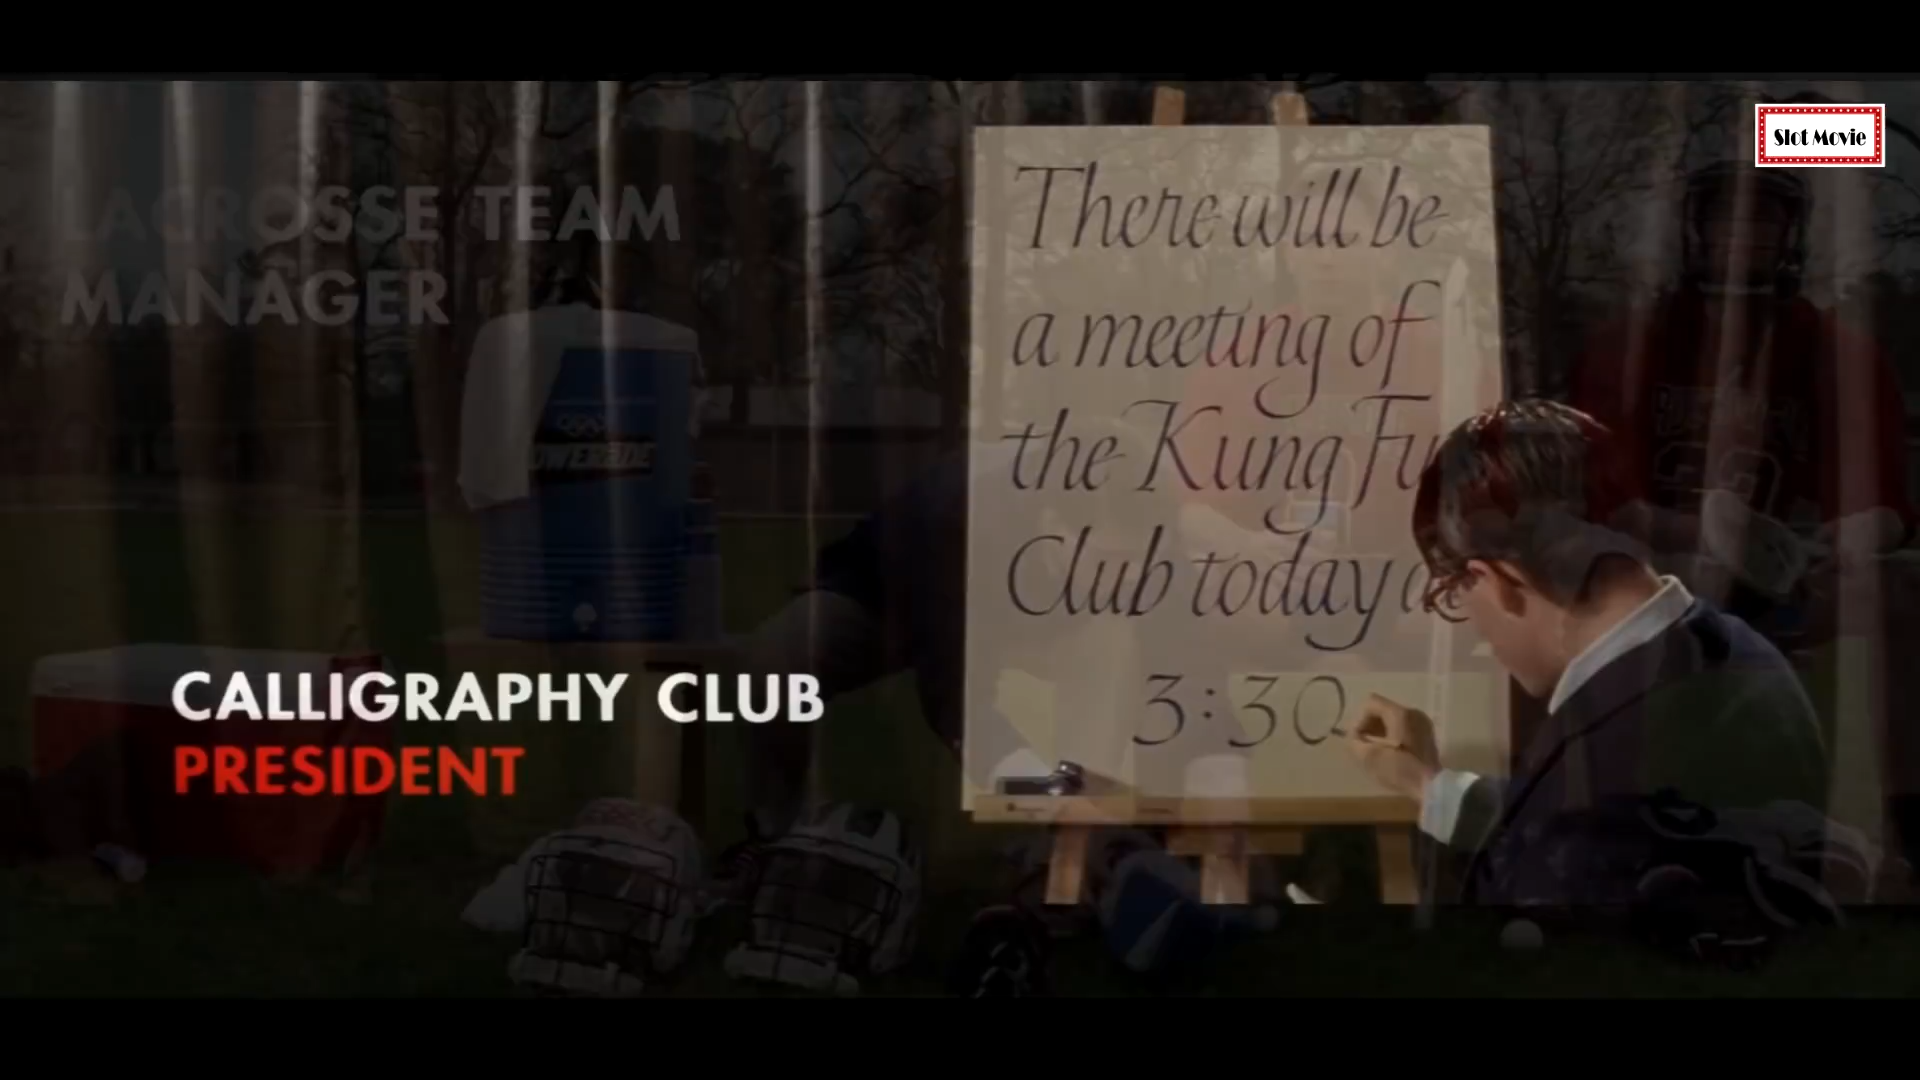 Slot Movie
LACROSSE TEAM
MANAGER
There will be
a meeting of
the Kung Fu
Club today at
3:30
POWERADE
CALLIGRAPHY CLUB
PRESIDENT